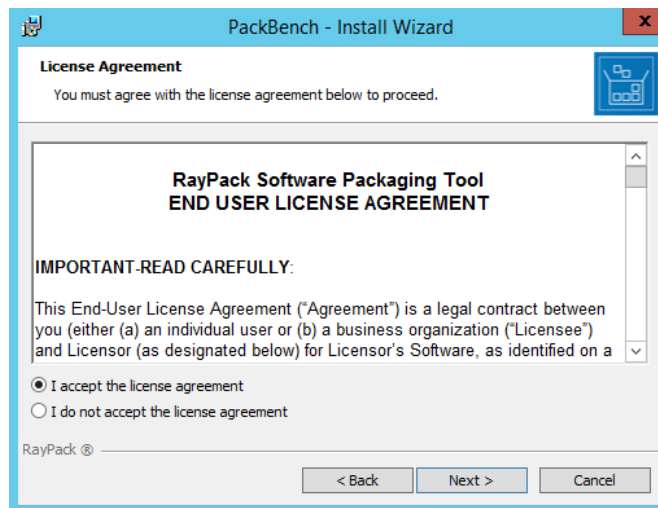 PackBench - Install Wizard
x
License Agreement
You must agree with the license agreement below to proceed.
RayPack Software Packaging Tool
END USER LICENSE AGREEMENT
IMPORTANT-READ CAREFULLY:
This End-User License Agreement (“Agreement”) is a legal contract between
you (either (a) an individual user or (b) a business organization (“Licensee”)
and Licensor (as designated below) for Licensor’s Software, as identified on a
I accept the license agreement
I do not accept the license agreement
RayPack ®
< Back Next > Cancel